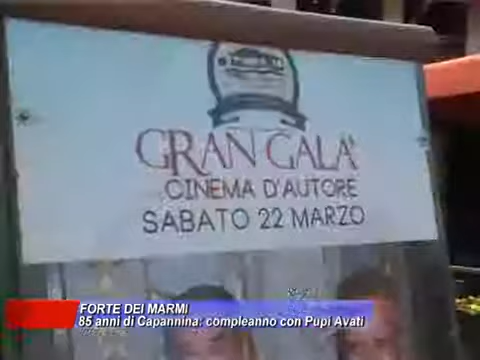 GRAN GALA'
CINEMA D'AUTORE
SABATO 22 MARZO
FORTE DEI MARMI
85 anni di Capannina: compleanno con Pupi Avati